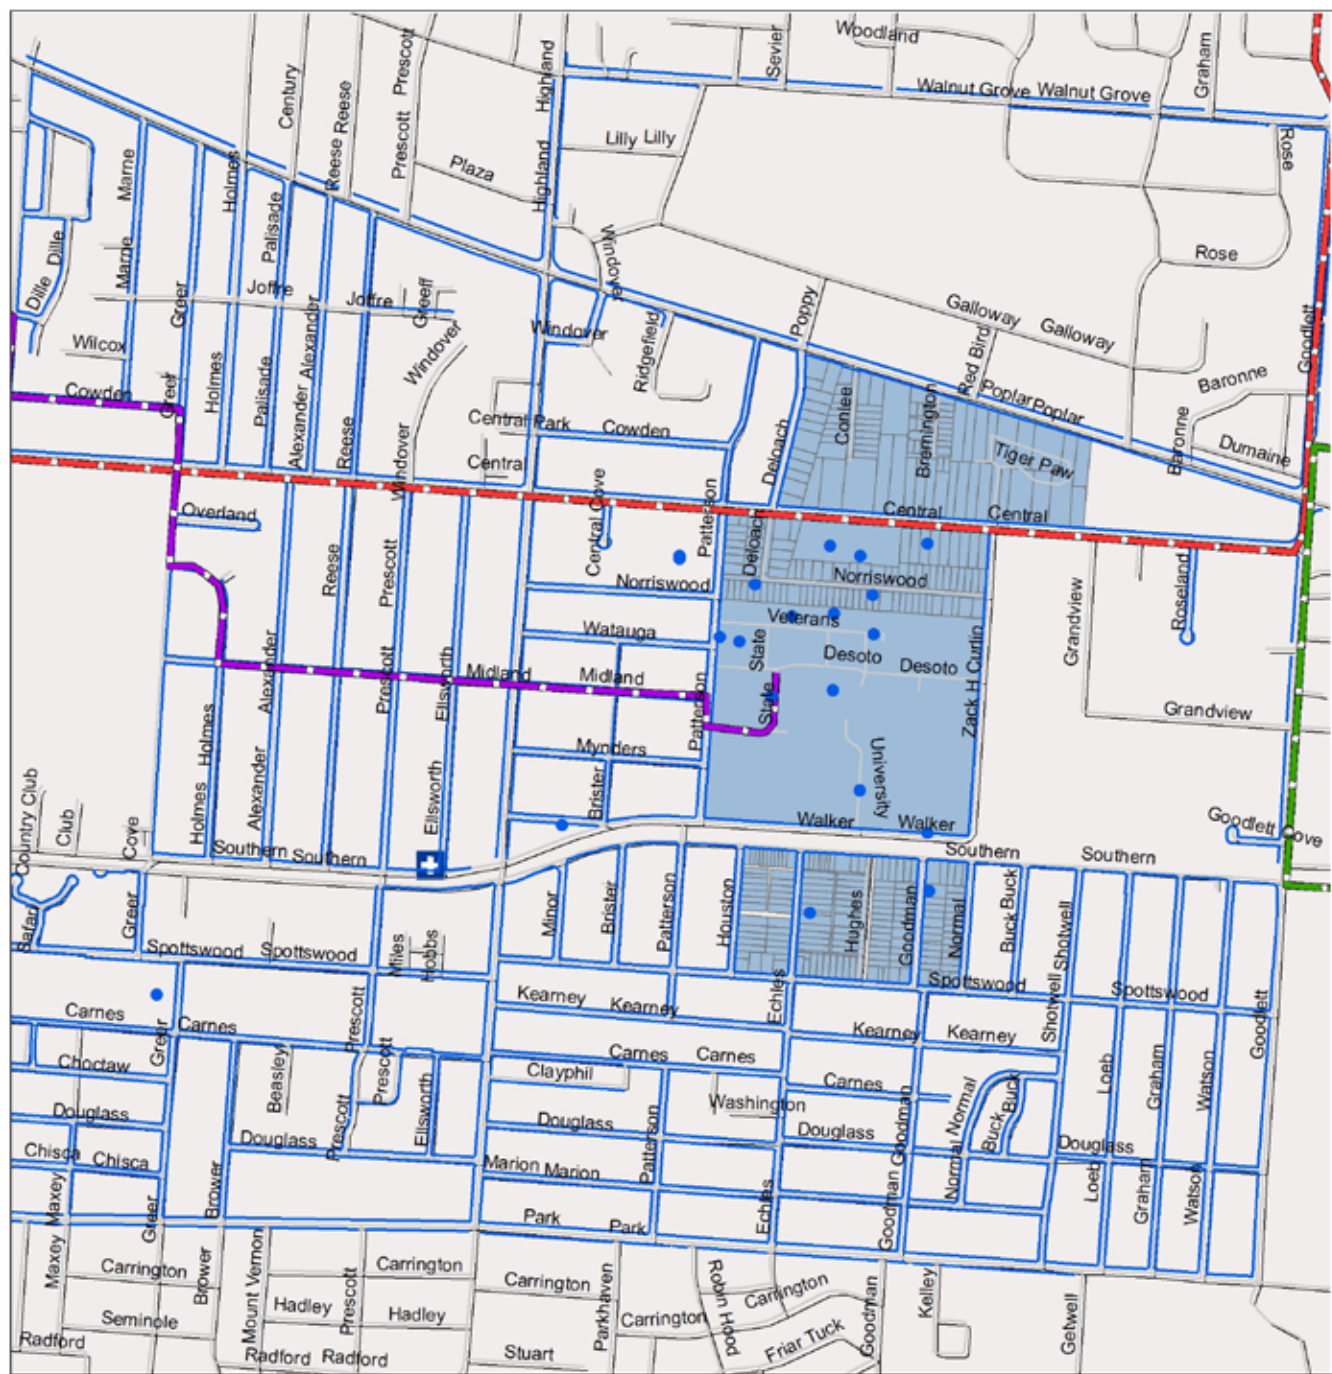 Woodland
Sevier
Graham
Highland
Prescott
Century
Walnut Grove Walnut Grove
Reese
Reese
Prescott
Lilly Lilly
Rose
Marne
Holmes
Plaza
Highland
Palisade
Windover
Dille
Marne
Rose
Dille
Greer
Joffre
Joffre
Greeff
Poppy
Galloway
Galloway
Goodlett
Alexander
Windover
Ridgefield
Red Bird
Wilcox
Windover
Holmes
Palisade
Cowden
Greer
Alexander
Reese
Baronne
Conlee
Bremington
Poplar Poplar
Central Park
Cowden
Deloach
Baronne
Dumaine
Windover
Central
Tiger Paw
Central Cove
Patterson
Central
Central
Overland
Deloach
Reese
Prescott
Norriswood
Norriswood
Roseland
Grandview
Watauga
Veterans
Alexander
Ellsworth
State
Desoto
Desoto
Zack H Curlin
Prescott
Midland
Midland
Patterson
State
Grandview
Holmes
Mynders
University
Country Club
Club
Cove
Holmes
Alexander
Ellsworth
Brister
Walker
Walker
Goodlett Cove
Southern
Southern
Southern
Southern
Safari
Greer
Minor
Brister
Patterson
Houston
Hughes
Goodman
Normal
Buck
Buck
Shotwell
Spottswood
Spottswood
Miles
Hobbs
Spottswood
Spottswood
Carnes
Carnes
Greer
Prescott
Kearney
Kearney
Echles
Kearney
Kearney
Shotwell
Goodlett
Choctaw
Beasley
Prescott
Carnes
Carnes
Clayphil
Carnes
Loeb
Graham
Watson
Douglass
Ellsworth
Washington
Normal
Buck
Buck
Douglass
Prescott
Douglass
Patterson
Douglass
Goodman
Douglass
Chisca
Chisca
Marion Marion
Normal
Loeb
Graham
Watson
Maxey
Greer
Brower
Park
Park
Echles
Goodman
Maxey
Carrington
Brower
Mount Vernon
Prescott
Carrington
Carrington
Parkhaven
Robin Hood
Carrington
Goodman
Kelley
Getwell
Seminole
Hadley
Hadley
Carrington
Friar Tuck
Radford
Radford
Radford
Stuart